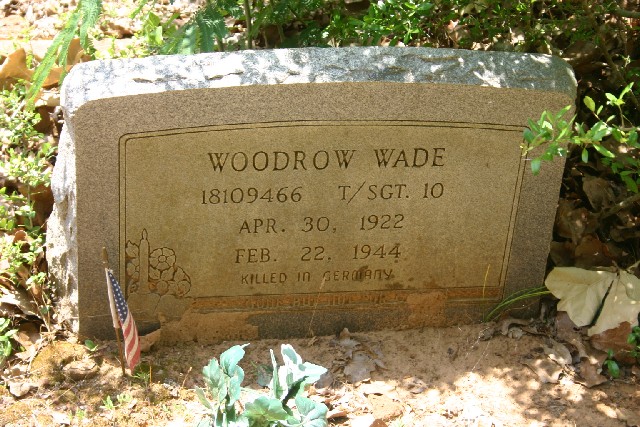 WOODROW WADE
18109466 T/SGT. 10
APR. 30, 1922
FEB. 22, 1944
KILLED IN GERMANY